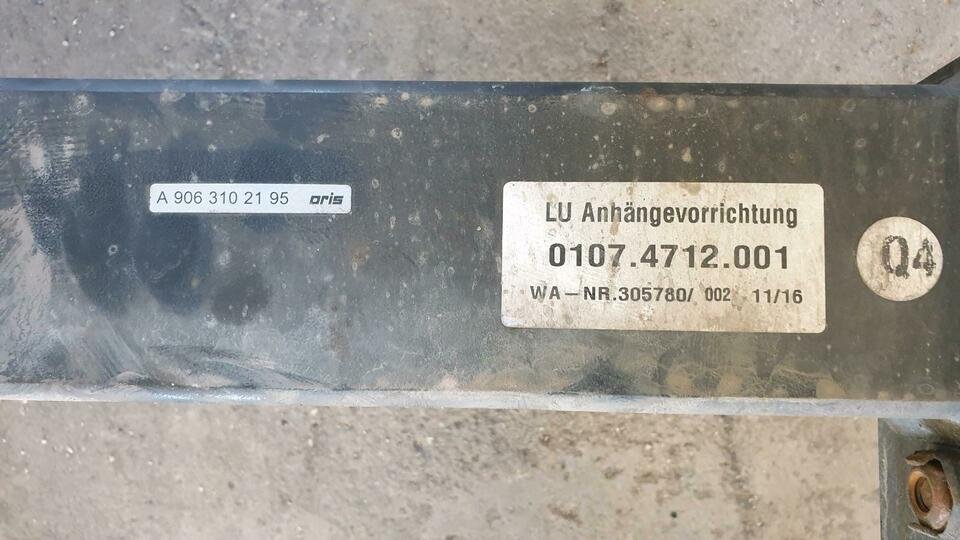 A 906 310 21 95 oris
LU Anhängevorrichtung
0107.4712.001
WA-NR.305780/ 002 11/16
Q4